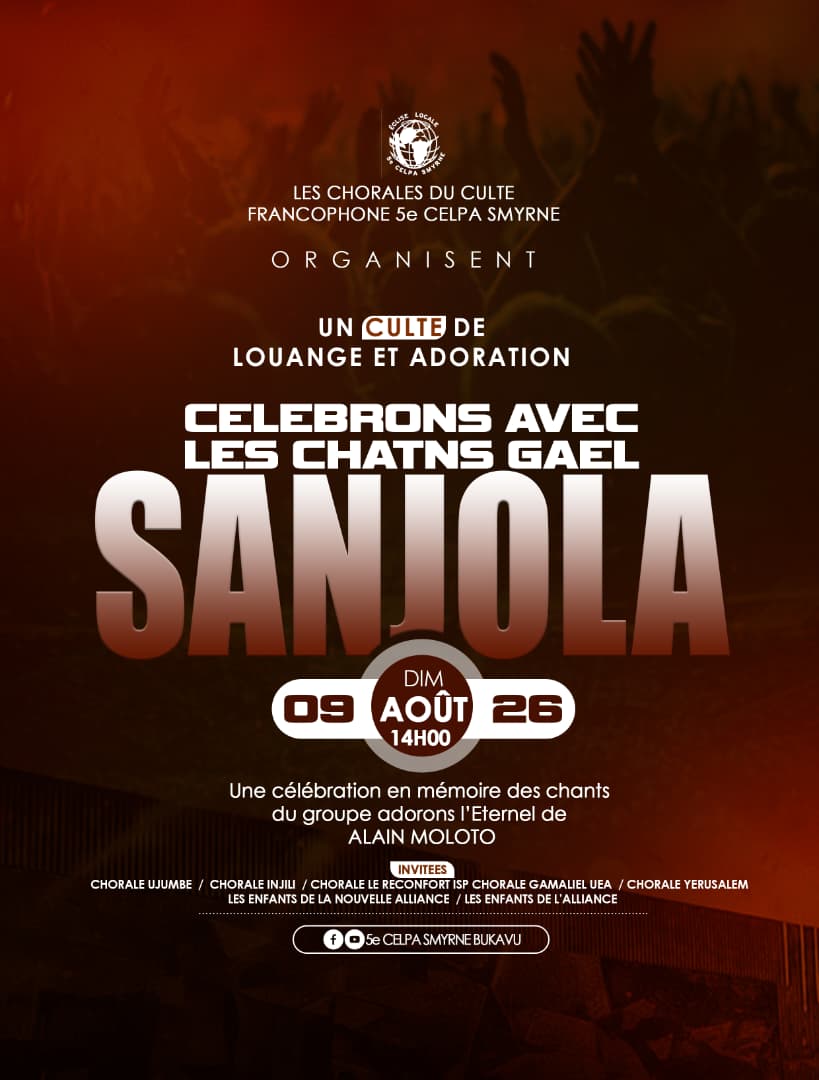 ÉGLISE LOCALE
5e CELPA SMYRNE
LES CHORALES DU CULTE
FRANCOPHONE 5e CELPA SMYRNE
ORGANISENT
UN CULTE DE
LOUANGE ET ADORATION
CELEBRONS AVEC
LES CHATNS GAEL
SANJOLA
DIM
09 AOÛT 26
14H00
Une célébration en mémoire des chants
du groupe adorons l'Eternel de
ALAIN MOLOTO
INVITEES
CHORALE UJUMBE / CHORALE INJILI / CHORALE LE RECONFORT ISP CHORALE GAMALIEL UEA / CHORALE YERUSALEM
LES ENFANTS DE LA NOUVELLE ALLIANCE / LES ENFANTS DE L'ALLIANCE
5e CELPA SMYRNE BUKAVU